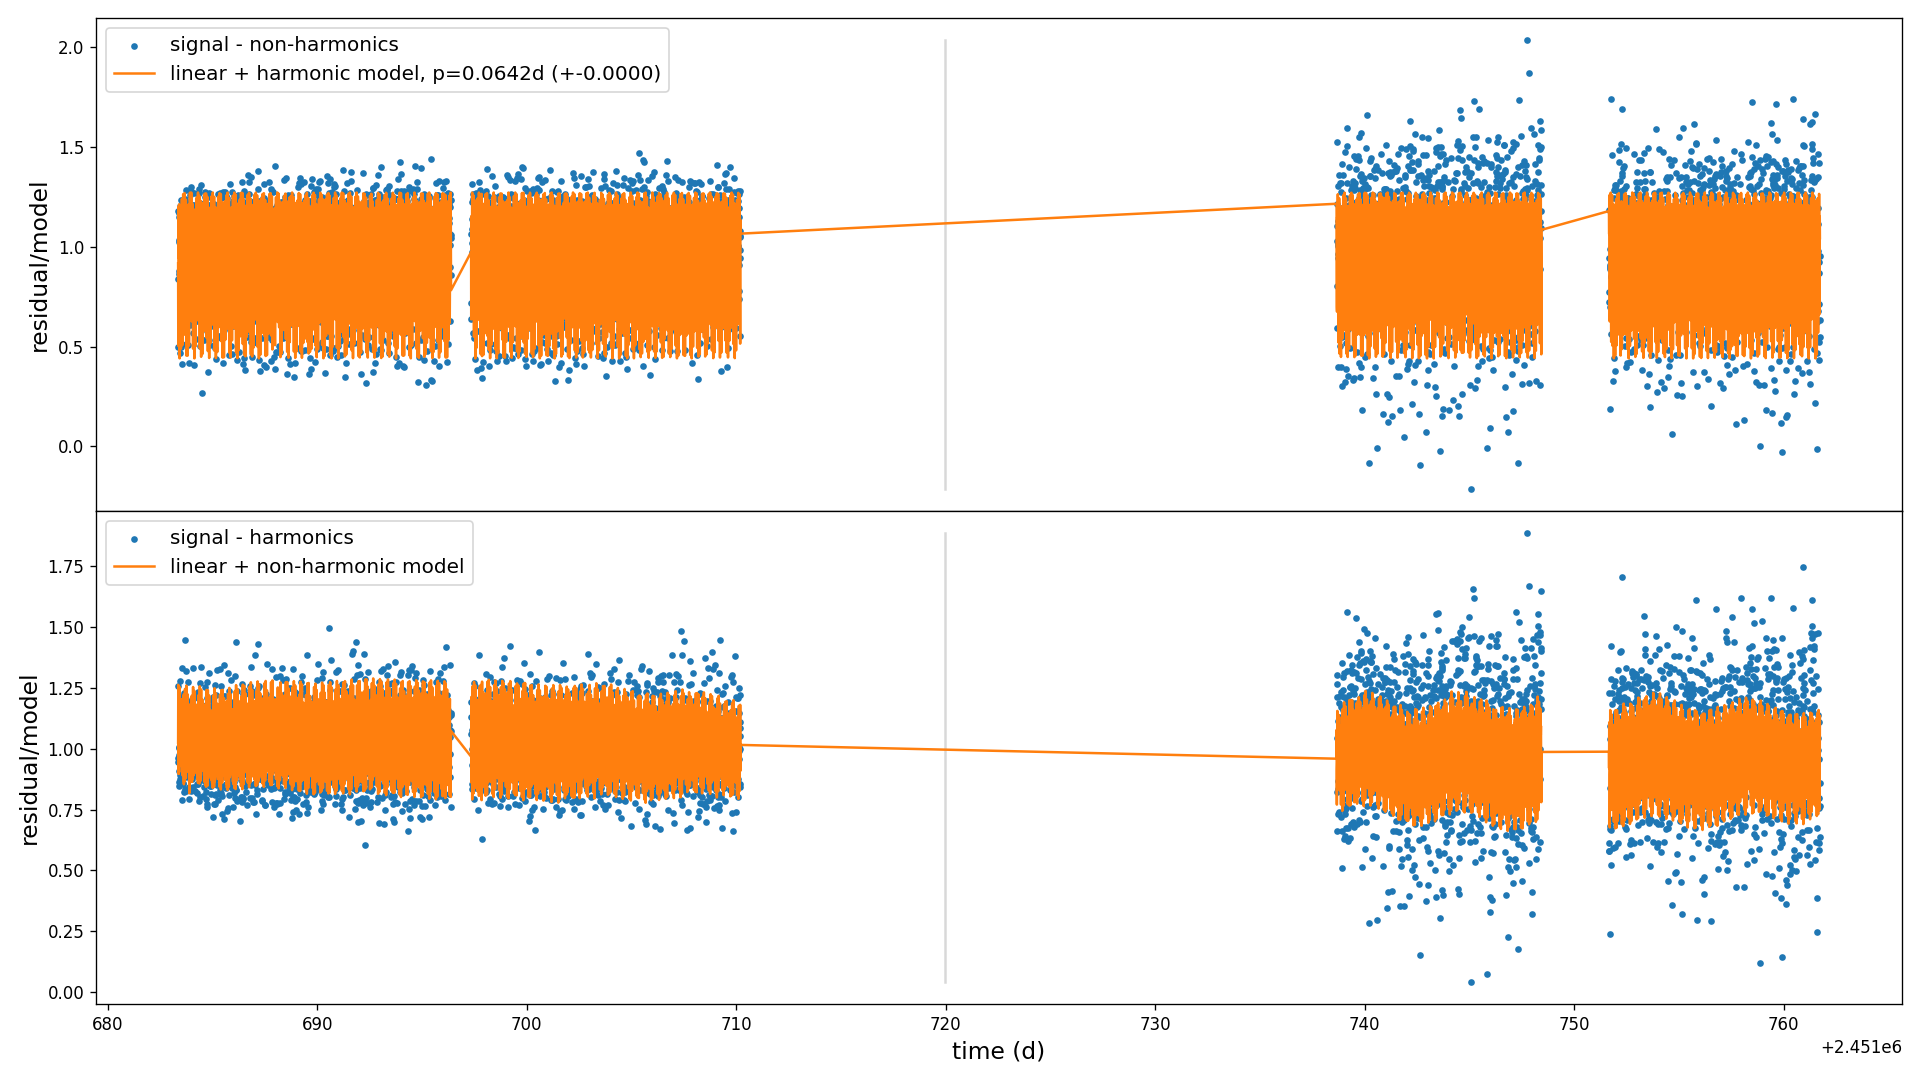 signal - non-harmonics
linear + harmonic model, p=0.0642d (+-0.0000)
2.0
1.5
1.0
0.5
0.0
residual/model
signal - harmonics
linear + non-harmonic model
1.75
1.50
1.25
1.00
0.75
0.50
0.25
0.00
residual/model
680
690
700
710
720
730
740
750
760
time (d)
+2.451e6